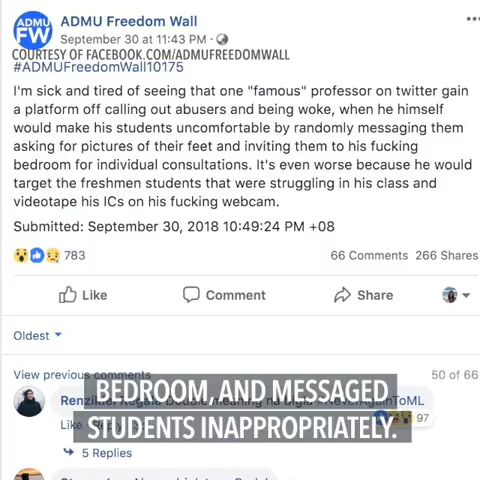 ADMU Freedom Wall
ADMU
FW
September 30 at 11:43 PM ·
COURTESY OF FACEBOOK.COM/ADMUFREEDOMWALL
#ADMUFreedomWall10175
I'm sick and tired of seeing that one "famous" professor on twitter gain
a platform off calling out abusers and being woke, when he himself
would make his students uncomfortable by randomly messaging them
asking for pictures of their feet and inviting them to his fucking
bedroom for individual consultations. It's even worse because he would
target the freshmen students that were struggling in his class and
videotape his ICs on his fucking webcam.
Submitted: September 30, 2018 10:49:24 PM +08
783
66 Comments 266 Shares
Like
Comment
Share
Oldest
View previous comments
50 of 66
BEDROOM, AND MESSAGED
STUDENTS INAPPROPRIATELY.
97
Like
5 Replies